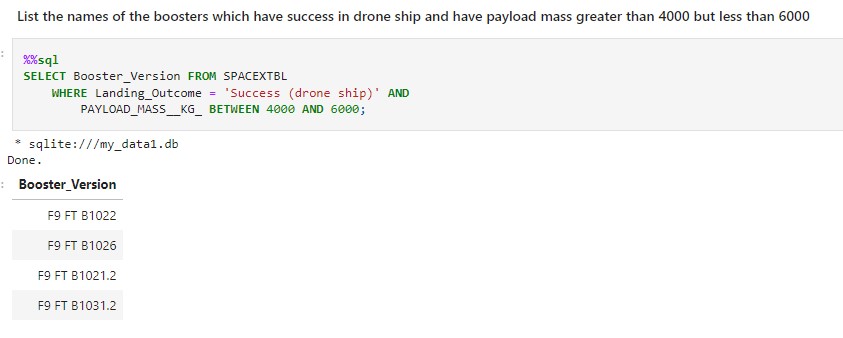 List the names of the boosters which have success in drone ship and have payload mass greater than 4000 but less than 6000
%%sql
SELECT Booster_Version FROM SPACEXTBL
    WHERE Landing_Outcome = 'Success (drone ship)' AND
        PAYLOAD_MASS__KG_ BETWEEN 4000 AND 6000;
* sqlite:///my_data1.db
Done.
Booster_Version
F9 FT B1022
F9 FT B1026
F9 FT B1021.2
F9 FT B1031.2